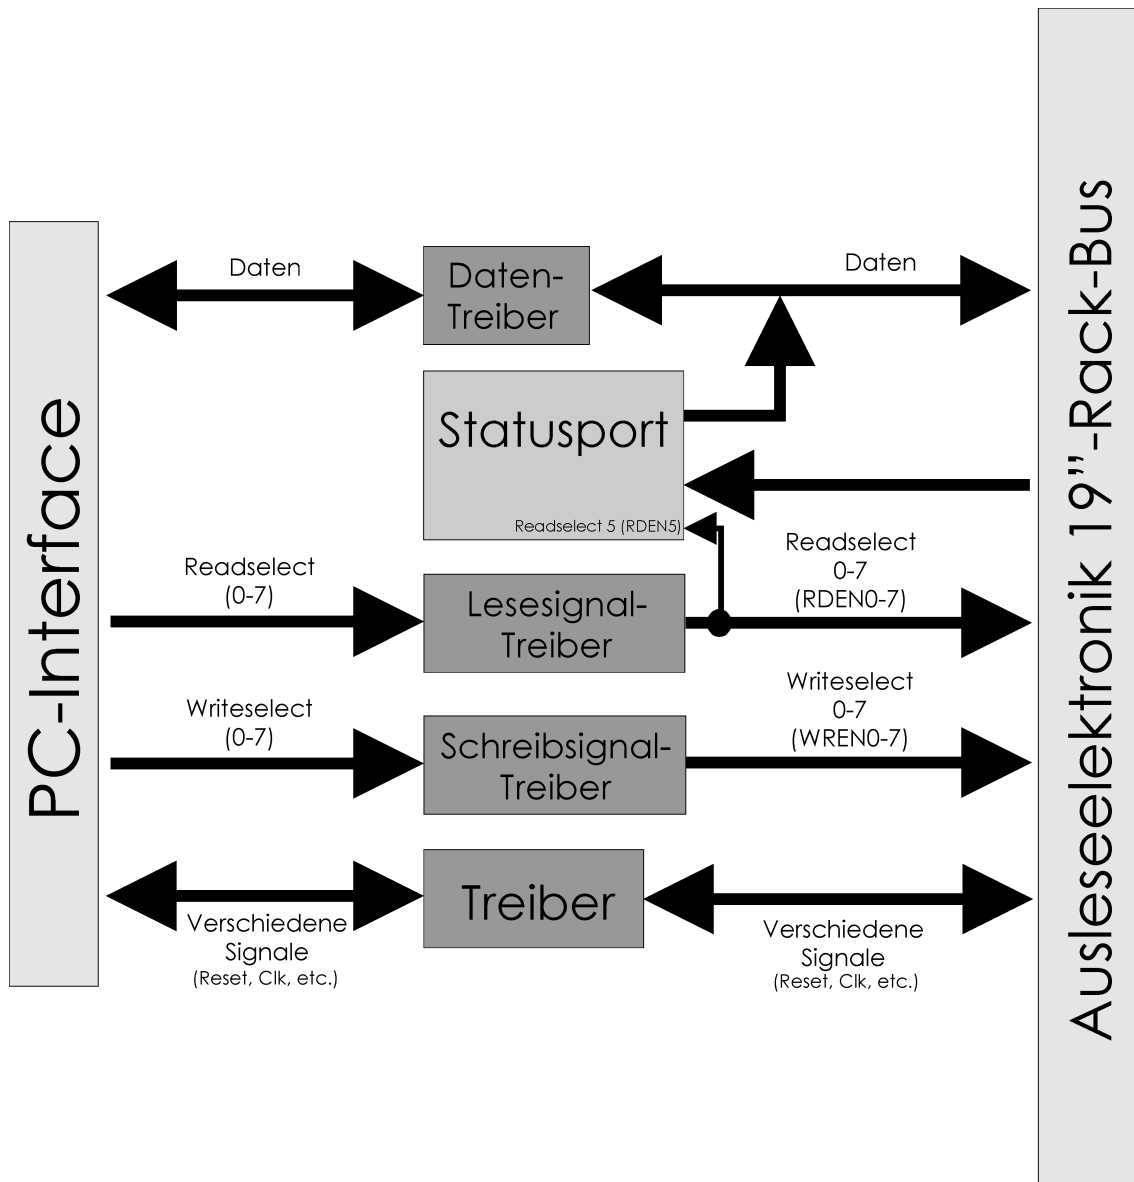 PC-Interface
Daten
Daten-
Treiber
Daten
Statusport
Readselect 5 (RDEN5)
Readselect
(0-7)
Lesesignal-
Treiber
Readselect
0-7
(RDEN0-7)
Writeselect
(0-7)
Schreibsignal-
Treiber
Writeselect
0-7
(WREN0-7)
Verschiedene
Signale
(Reset, Clk, etc.)
Treiber
Verschiedene
Signale
(Reset, Clk, etc.)
Ausleseelektronik 19”-Rack-Bus